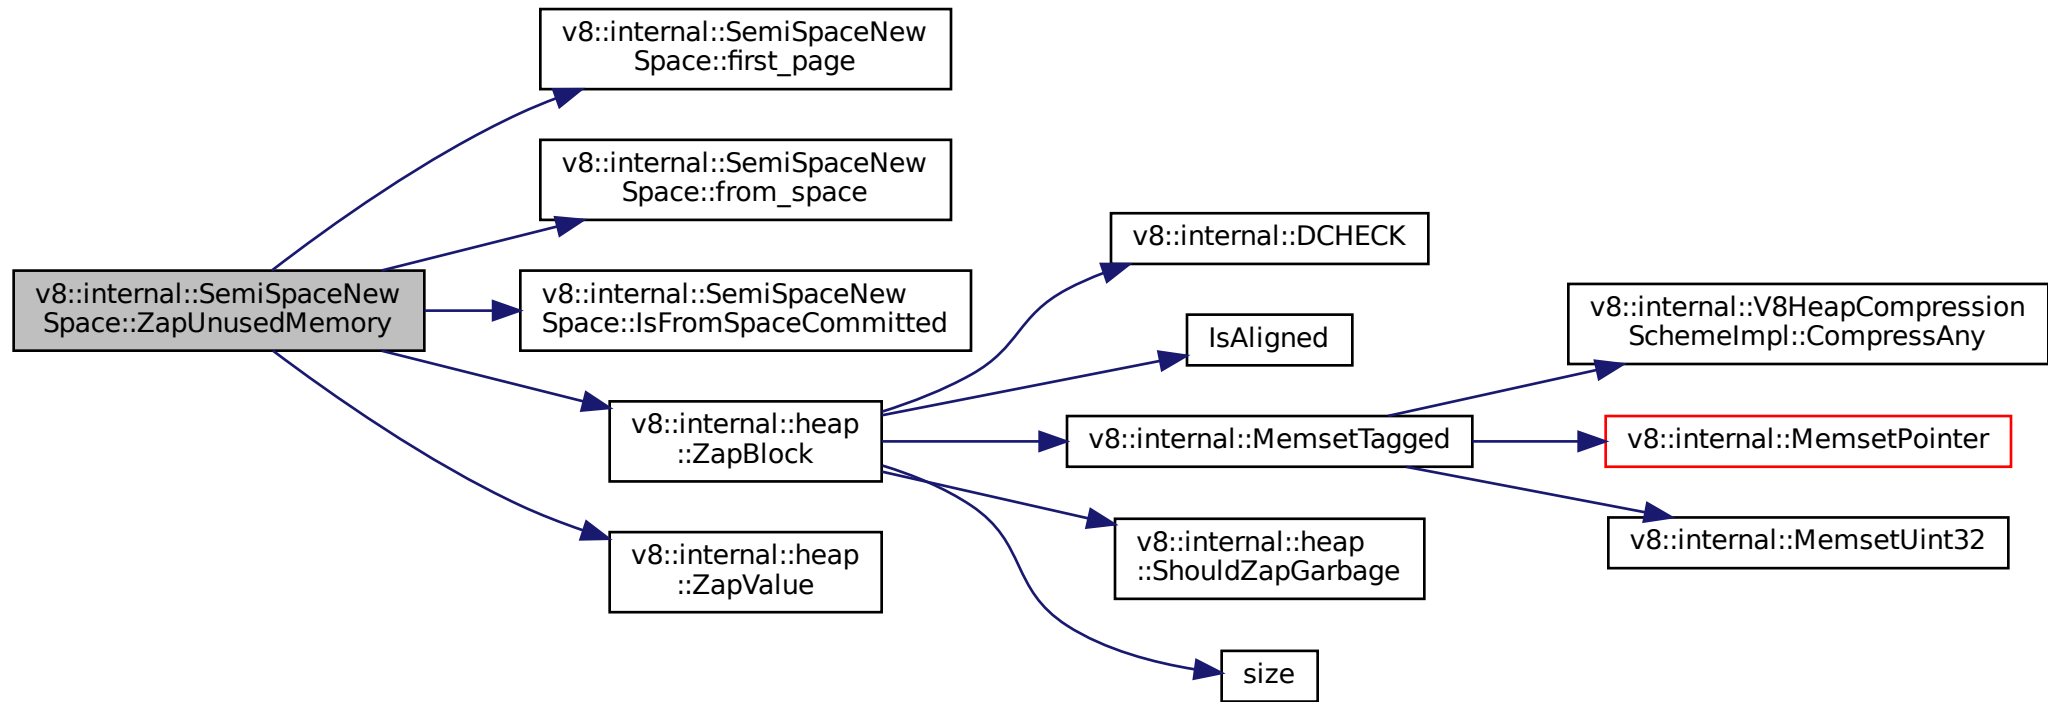 v8::internal::SemiSpaceNew
Space::ZapUnusedMemory
v8::internal::SemiSpaceNew
Space::first_page
v8::internal::SemiSpaceNew
Space::from_space
v8::internal::SemiSpaceNew
Space::IsFromSpaceCommitted
v8::internal::heap
::ZapBlock
v8::internal::heap
::ZapValue
v8::internal::DCHECK
IsAligned
v8::internal::MemsetTagged
v8::internal::heap
::ShouldZapGarbage
size
v8::internal::V8HeapCompression
SchemeImpl::CompressAny
v8::internal::MemsetPointer
v8::internal::MemsetUint32